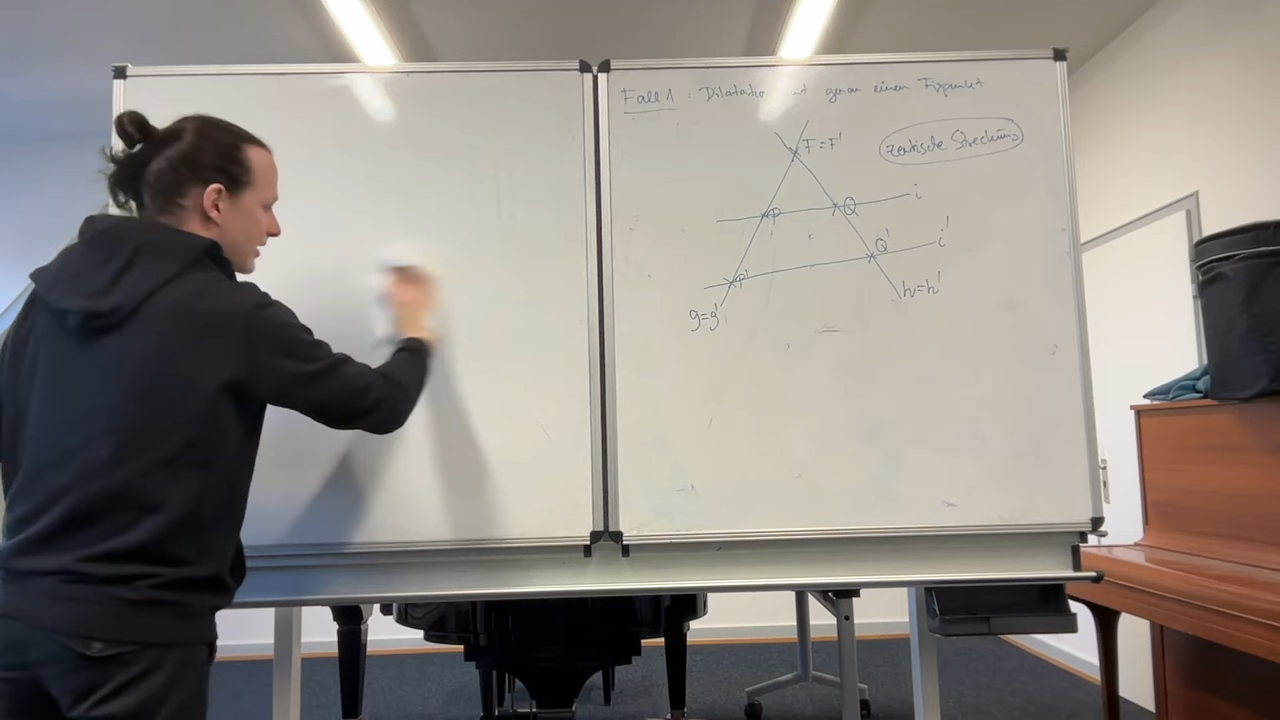 Fall 1 : Dilatation mit genau einem Fixpunkt
zentrische Streckung
F=F'
P
Q
i
P'
Q'
i'
g=g'
h=h'